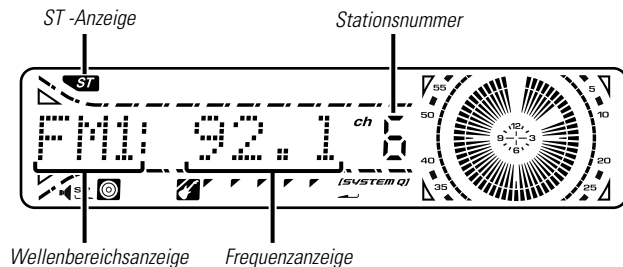 ST -Anzeige Stationsnummer
ST
FM1: 92.1 ch 6
[SYSTEM Q]
55 5
50 10
12
9 3
6
40 20
35 25
Wellenbereichsanzeige Frequenzanzeige